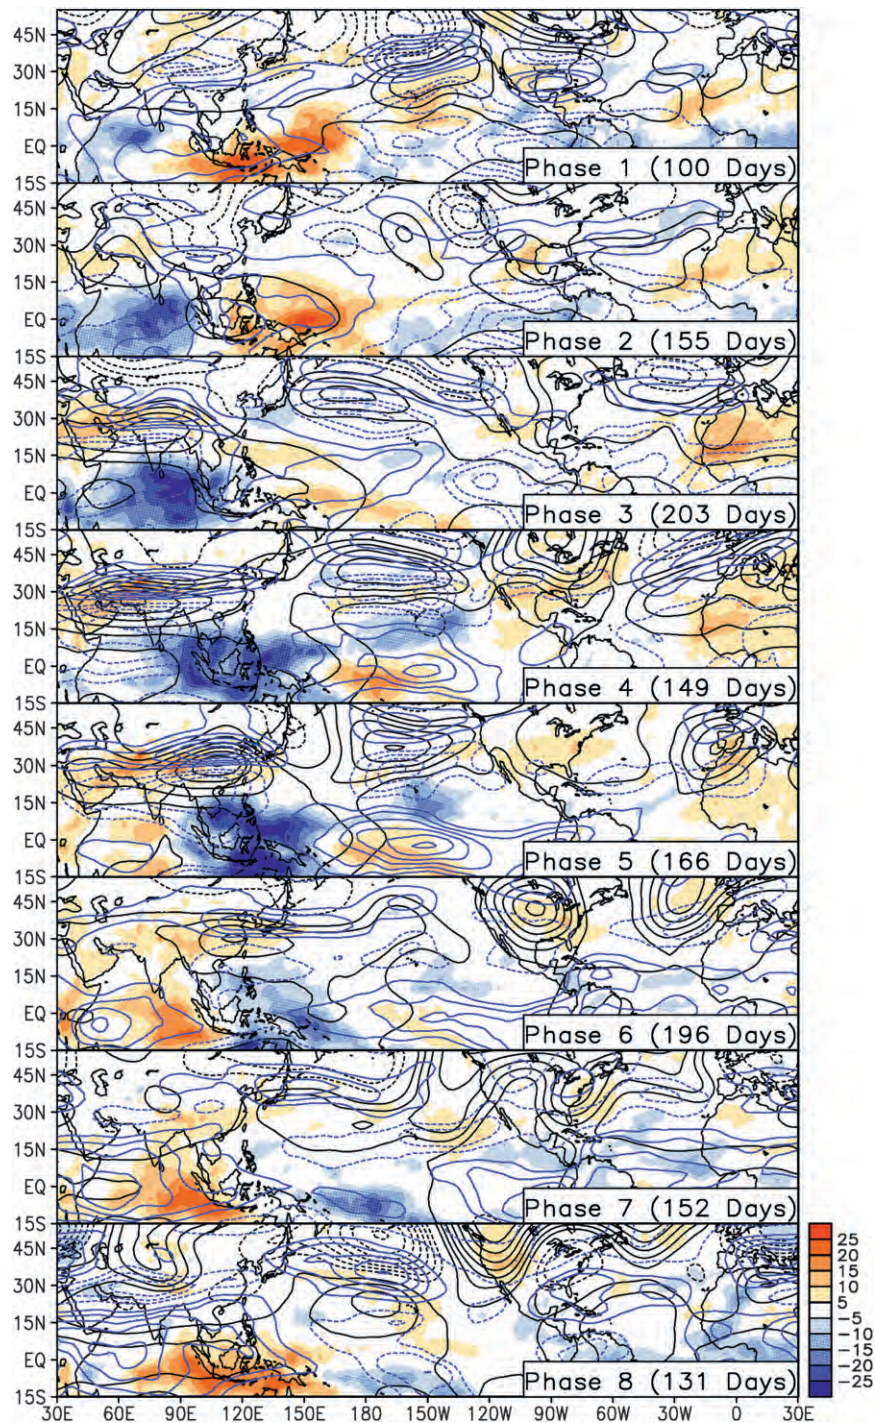 45N
30N
15N
EQ
15S
Phase 1 (100 Days)
45N
30N
15N
EQ
15S
Phase 2 (155 Days)
45N
30N
15N
EQ
15S
Phase 3 (203 Days)
45N
30N
15N
EQ
15S
Phase 4 (149 Days)
45N
30N
15N
EQ
15S
Phase 5 (166 Days)
45N
30N
15N
EQ
15S
Phase 6 (196 Days)
45N
30N
15N
EQ
15S
Phase 7 (152 Days)
45N
30N
15N
EQ
15S
Phase 8 (131 Days)
30E 60E 90E 120E 150E 180 150W 120W 90W 60W 30W 0 30E
25
20
15
10
5
-5
-10
-15
-20
-25